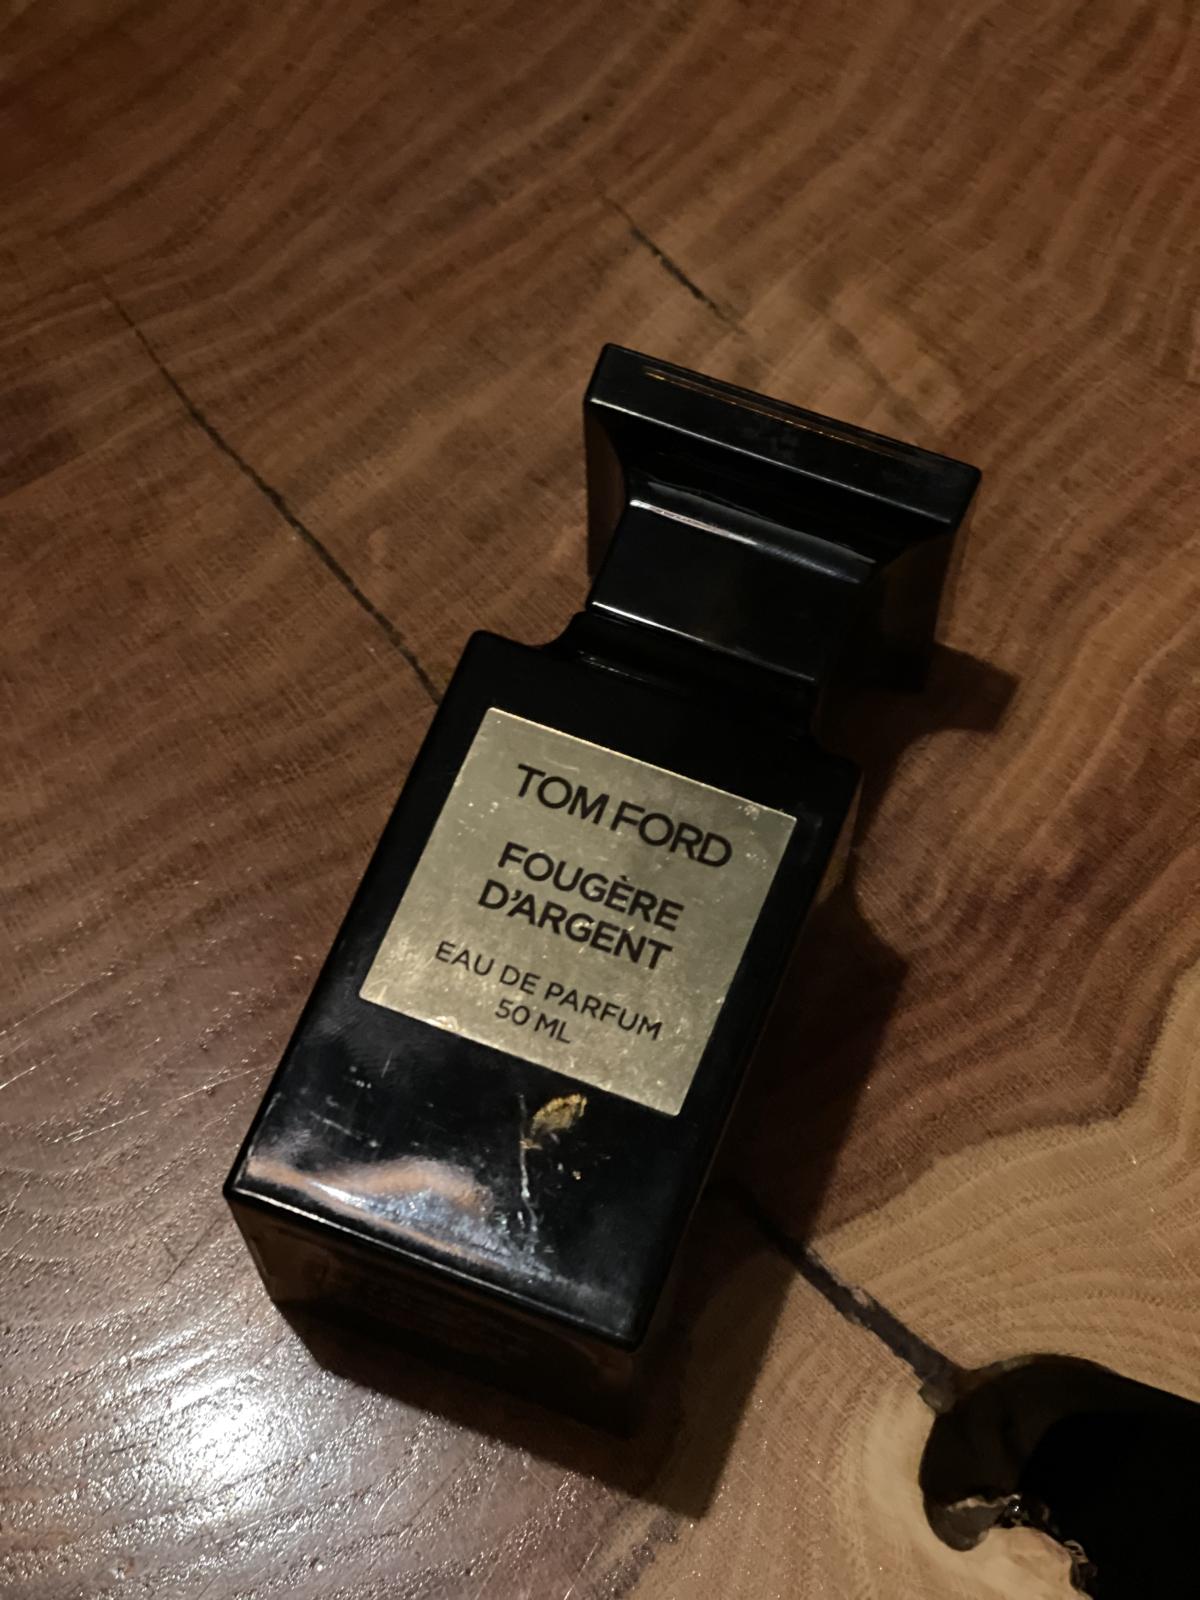 TOM FORD
FOUGÈRE
D'ARGENT
EAU DE PARFUM
50 ML